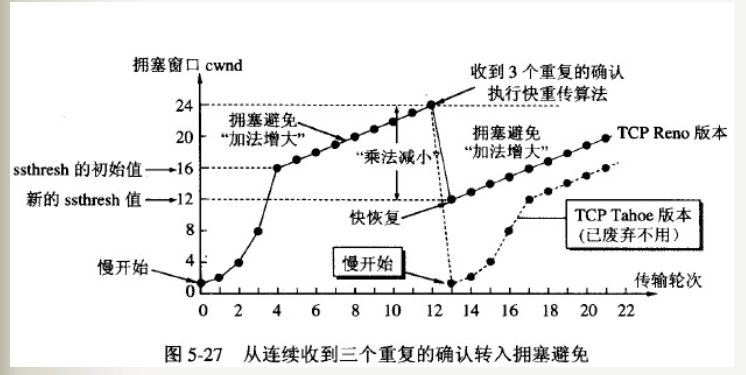 拥塞窗口 cwnd
收到 3 个重复的确认
执行快重传算法
24
拥塞避免
“加法增大”
20
拥塞避免
“加法增大”
TCP Reno 版本
“乘法减小”
ssthresh 的初始值
16
新的 ssthresh 值
12
快恢复
TCP Tahoe 版本
(已废弃不用)
8
慢开始
慢开始
4
传输轮次
0
0 2 4 6 8 10 12 14 16 18 20 22
图 5-27 从连续收到三个重复的确认转入拥塞避免